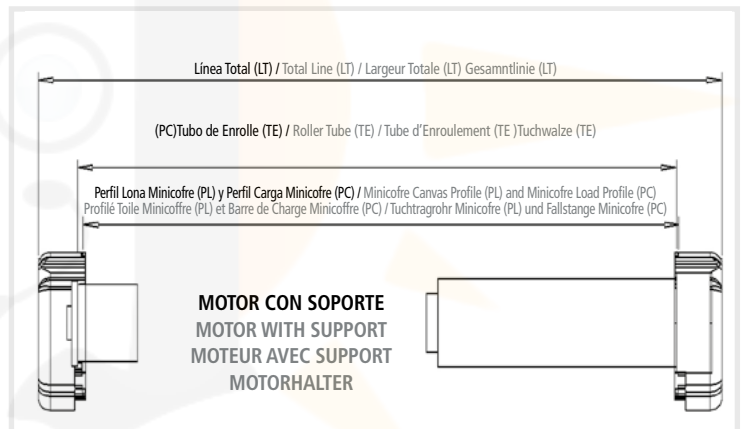 Línea Total (LT) / Total Line (LT) / Largeur Totale (LT) Gesamntlinie (LT)
(PC)Tubo de Enrolle (TE) / Roller Tube (TE) / Tube d'Enroulement (TE )Tuchwalze (TE)
Perfil Lona Minicofre (PL) y Perfil Carga Minicofre (PC) / Minicofre Canvas Profile (PL) and Minicofre Load Profile (PC)
Profilé Toile Minicoffre (PL) et Barre de Charge Minicoffre (PC) / Tuchtragrohr Minicofre (PL) und Fallstange Minicofre (PC)
MOTOR CON SOPORTE
MOTOR WITH SUPPORT
MOTEUR AVEC SUPPORT
MOTORHALTER